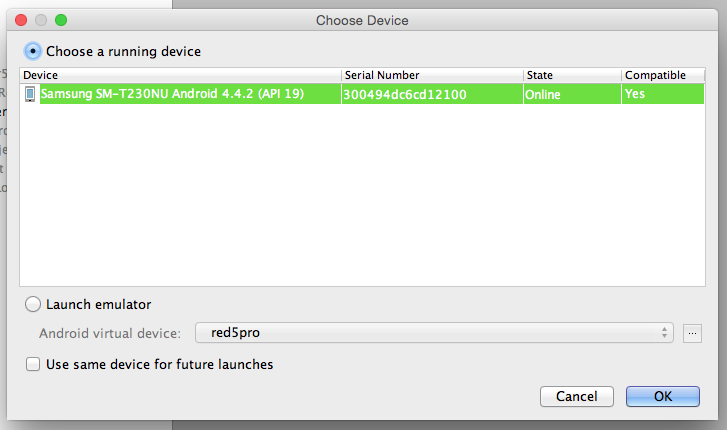 Choose Device
Choose a running device
Device Serial Number State Compatible
Samsung SM-T230NU Android 4.4.2 (API 19) 300494dc6cd12100 Online Yes
Launch emulator
Android virtual device: red5pro ...
Use same device for future launches
Cancel OK